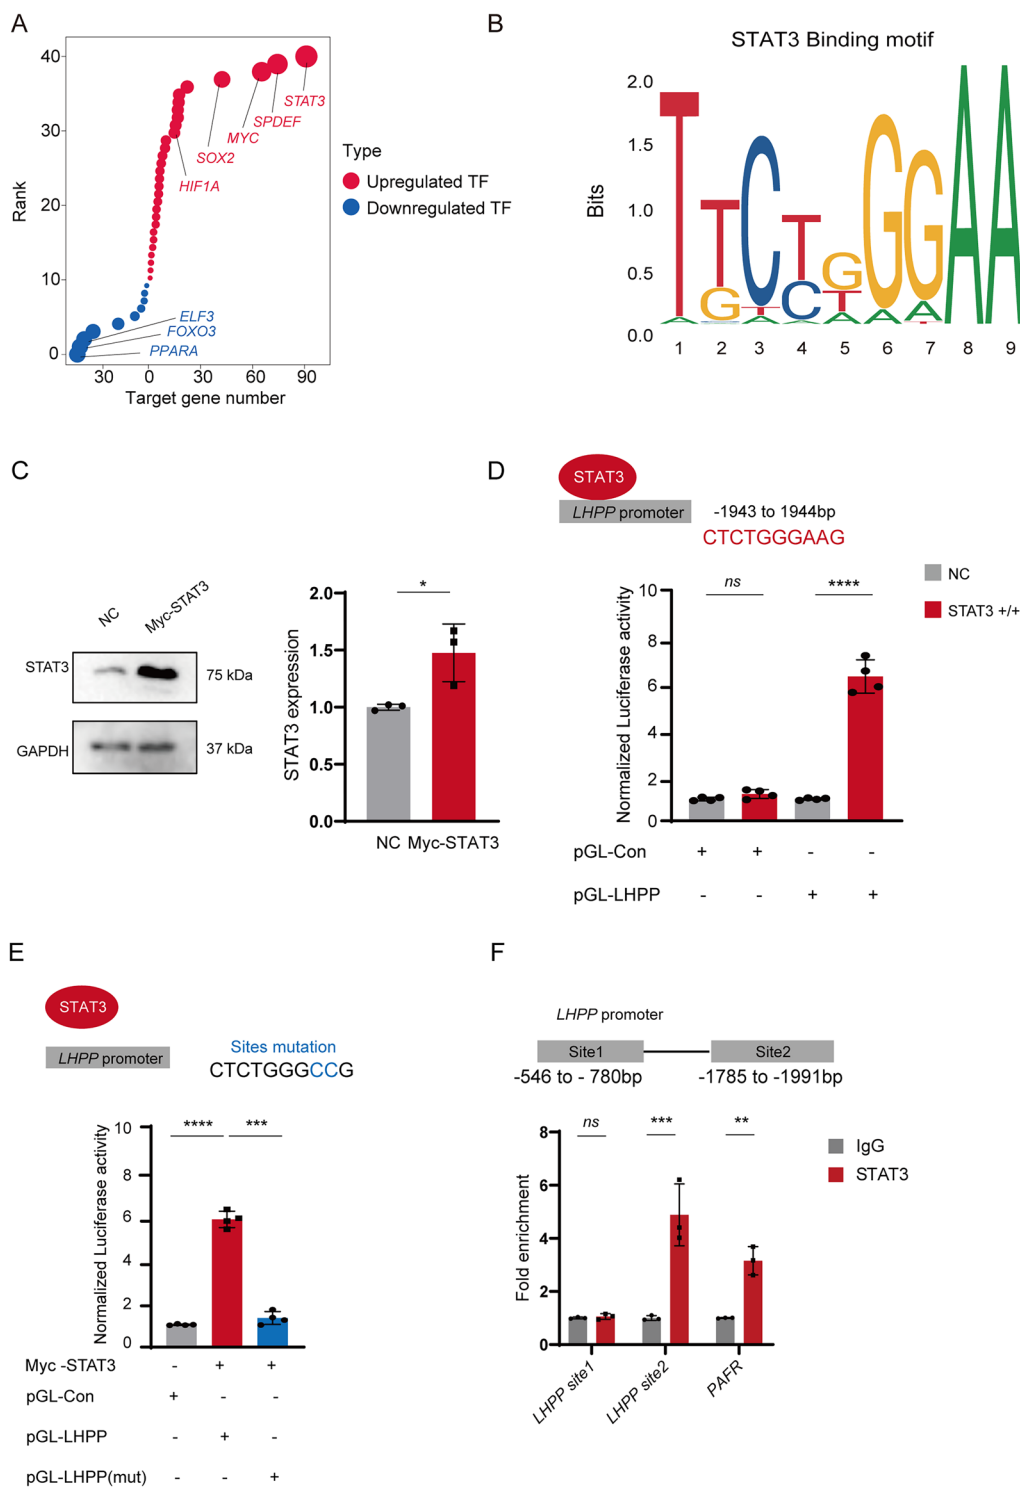 A
40
30
20
10
0
Rank
30 0 30 60 90
Target gene number
STAT3
SPDEF
MYC
SOX2
HIF1A
ELF3
FOXO3
PPARA
Type
Upregulated TF
Downregulated TF
B
STAT3 Binding motif
2.0
1.5
1.0
0.5
0.0
Bits
1 2 3 4 5 6 7 8 9
C
NC Myc-STAT3
STAT3 75 kDa
GAPDH 37 kDa
STAT3 expression
2.0
1.5
1.0
0.5
0.0
*
NC Myc-STAT3
D
STAT3
LHPP promoter
-1943 to 1944bp
CTCTGGGAAG
NC
STAT3 +/+
Normalized Luciferase activity
10
8
6
4
2
0
ns ****
pGL-Con + + - -
pGL-LHPP - - + +
E
STAT3
LHPP promoter
Sites mutation
CTCTGGGCCG
Normalized Luciferase activity
10
8
6
4
2
0
**** ***
Myc -STAT3 - + +
pGL-Con + - -
pGL-LHPP - + -
pGL-LHPP(mut) - - +
F
LHPP promoter
Site1 Site2
-546 to - 780bp -1785 to -1991bp
Fold enrichment
8
6
4
2
0
ns *** **
IgG
STAT3
LHPP site1 LHPP site2 PAFR